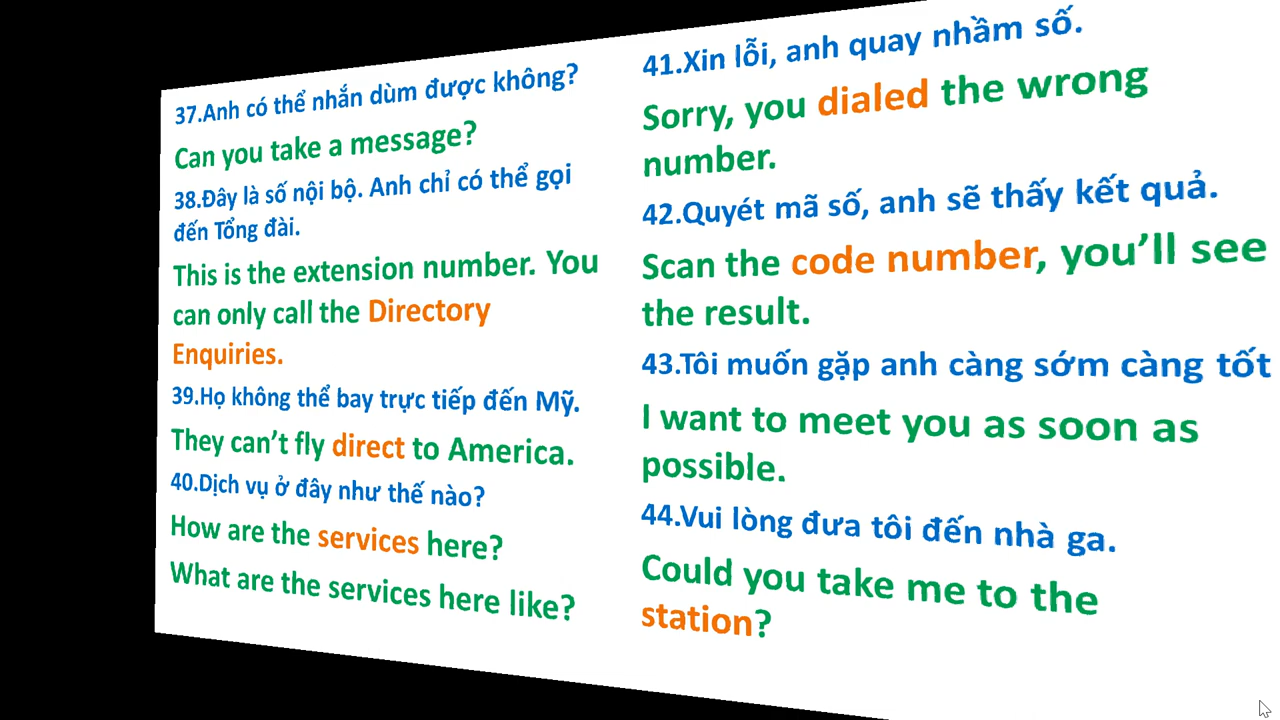 37.Anh có thể nhắn dùm được không?
Can you take a message?
38.Đây là số nội bộ. Anh chỉ có thể gọi
đến Tổng đài.
This is the extension number. You
can only call the Directory
Enquiries.
39.Họ không thể bay trực tiếp đến Mỹ.
They can't fly direct to America.
40.Dịch vụ ở đây như thế nào?
How are the services here?
What are the services here like?
41.Xin lỗi, anh quay nhầm số.
Sorry, you dialed the wrong
number.
42.Quyét mã số, anh sẽ thấy kết quả.
Scan the code number, you’ll see
the result.
43.Tôi muốn gặp anh càng sớm càng tốt
I want to meet you as soon as
possible.
44.Vui lòng đưa tôi đến nhà ga.
Could you take me to the
station?